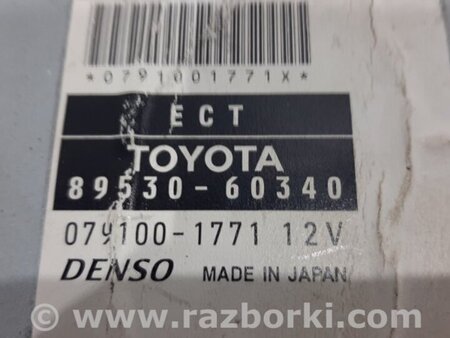 *0791001771X*
ECT
TOYOTA
89530-60340
079100-1771 12V
DENSO MADE IN JAPAN
www.razborki.com